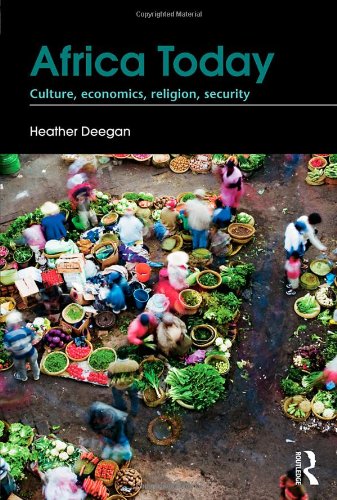 Copyrighted material
Africa Today
Culture, economics, religion, security
Heather Deegan
ROUTLEDGE